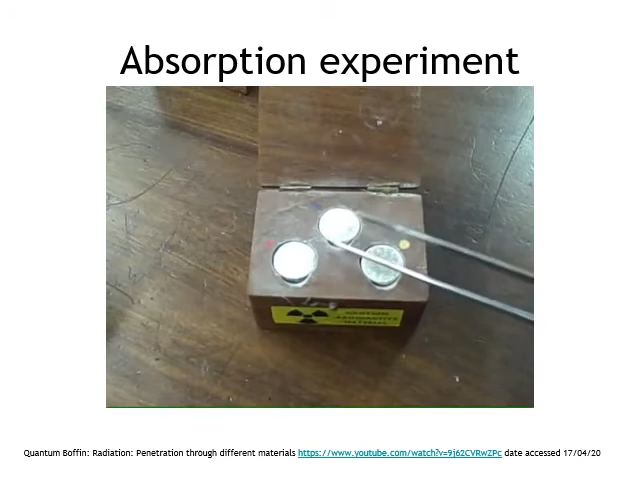 Absorption experiment
CAUTION
RADIOACTIVE
MATERIAL
Quantum Boffin: Radiation: Penetration through different materials https://www.youtube.com/watch?v=9j62CVRwZPc date accessed 17/04/20